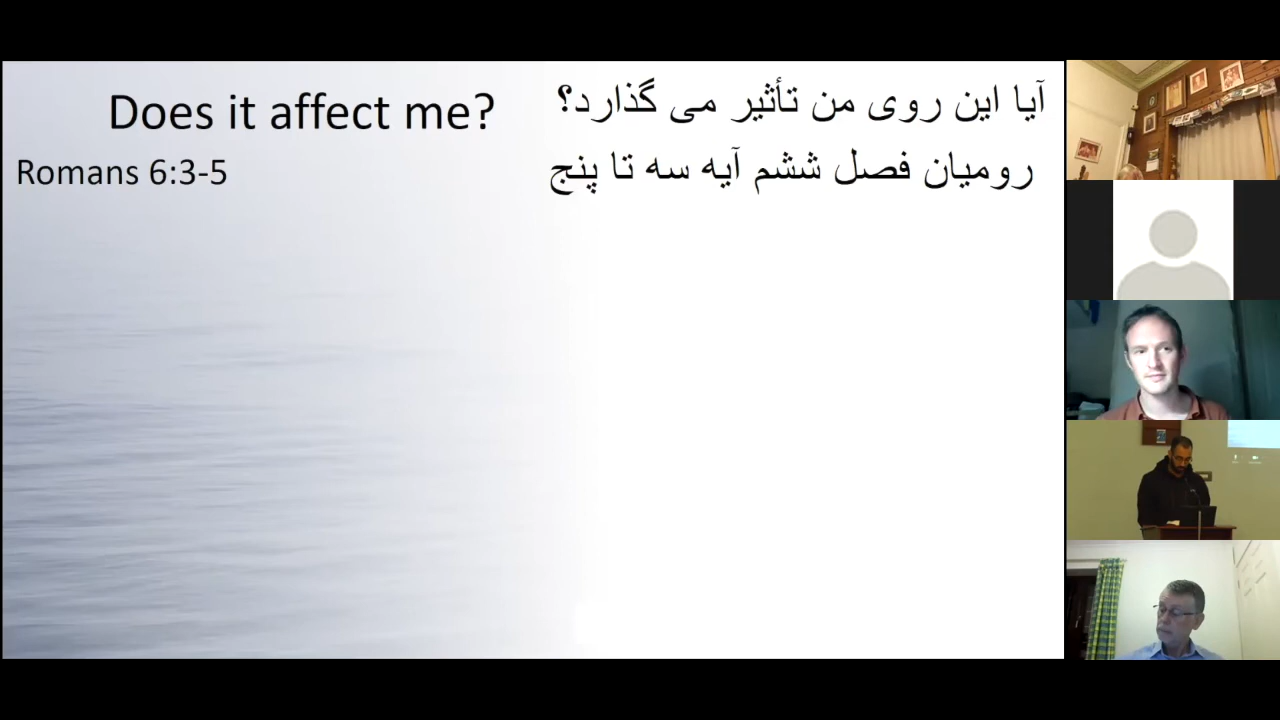 Does it affect me?
آیا این روی من تأثیر می گذارد؟
Romans 6:3-5
رومیان فصل ششم آیه سه تا پنج